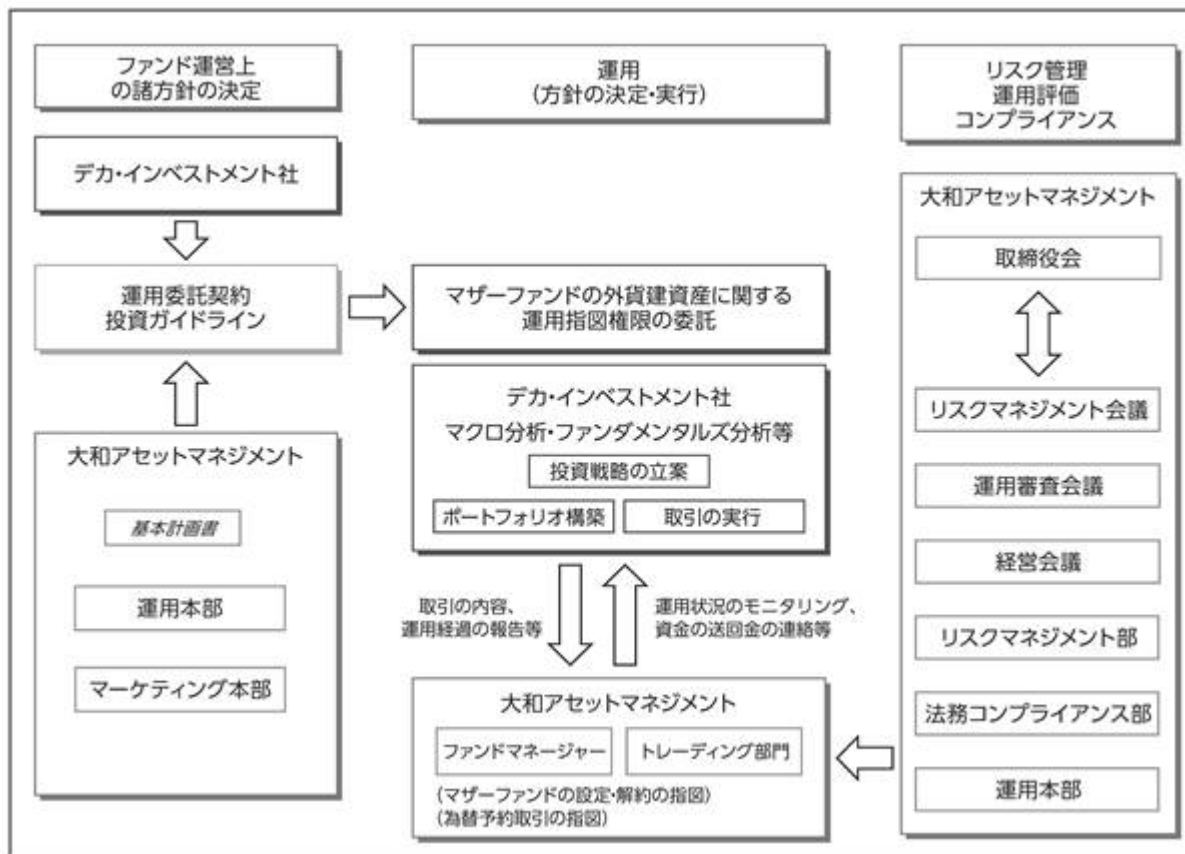 ファンド運営上
の諸方針の決定
デカ・インベストメント社
運用委託契約
投資ガイドライン
大和アセットマネジメント
基本計画書
運用本部
マーケティング本部
運用
(方針の決定・実行)
マザーファンドの外貨建資産に関する
運用指図権限の委託
デカ・インベストメント社
マクロ分析・ファンダメンタルズ分析等
投資戦略の立案
ポートフォリオ構築
取引の実行
取引の内容、
運用経過の報告等
運用状況のモニタリング、
資金の送回金の連絡等
大和アセットマネジメント
ファンドマネージャー
トレーディング部門
(マザーファンドの設定・解約の指図)
(為替予約取引の指図)
リスク管理
運用評価
コンプライアンス
大和アセットマネジメント
取締役会
リスクマネジメント会議
運用審査会議
経営会議
リスクマネジメント部
法務コンプライアンス部
運用本部